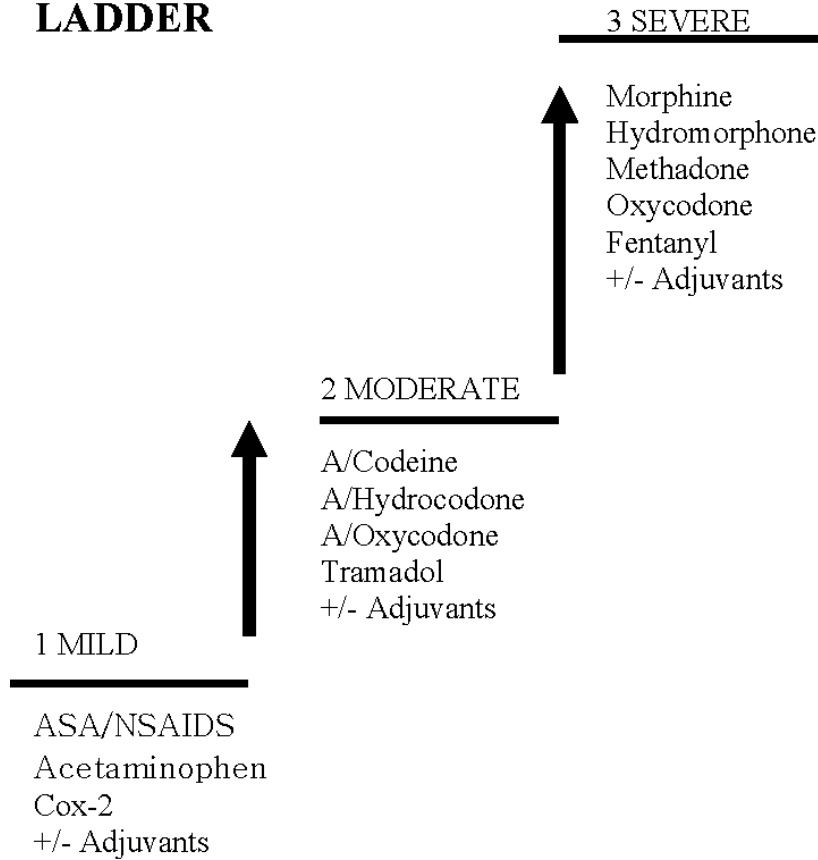 LADDER
3 SEVERE
Morphine
Hydromorphone
Methadone
Oxycodone
Fentanyl
+/- Adjuvants
2 MODERATE
A/Codeine
A/Hydrocodone
A/Oxycodone
Tramadol
+/- Adjuvants
1 MILD
ASA/NSAIDS
Acetaminophen
Cox-2
+/- Adjuvants